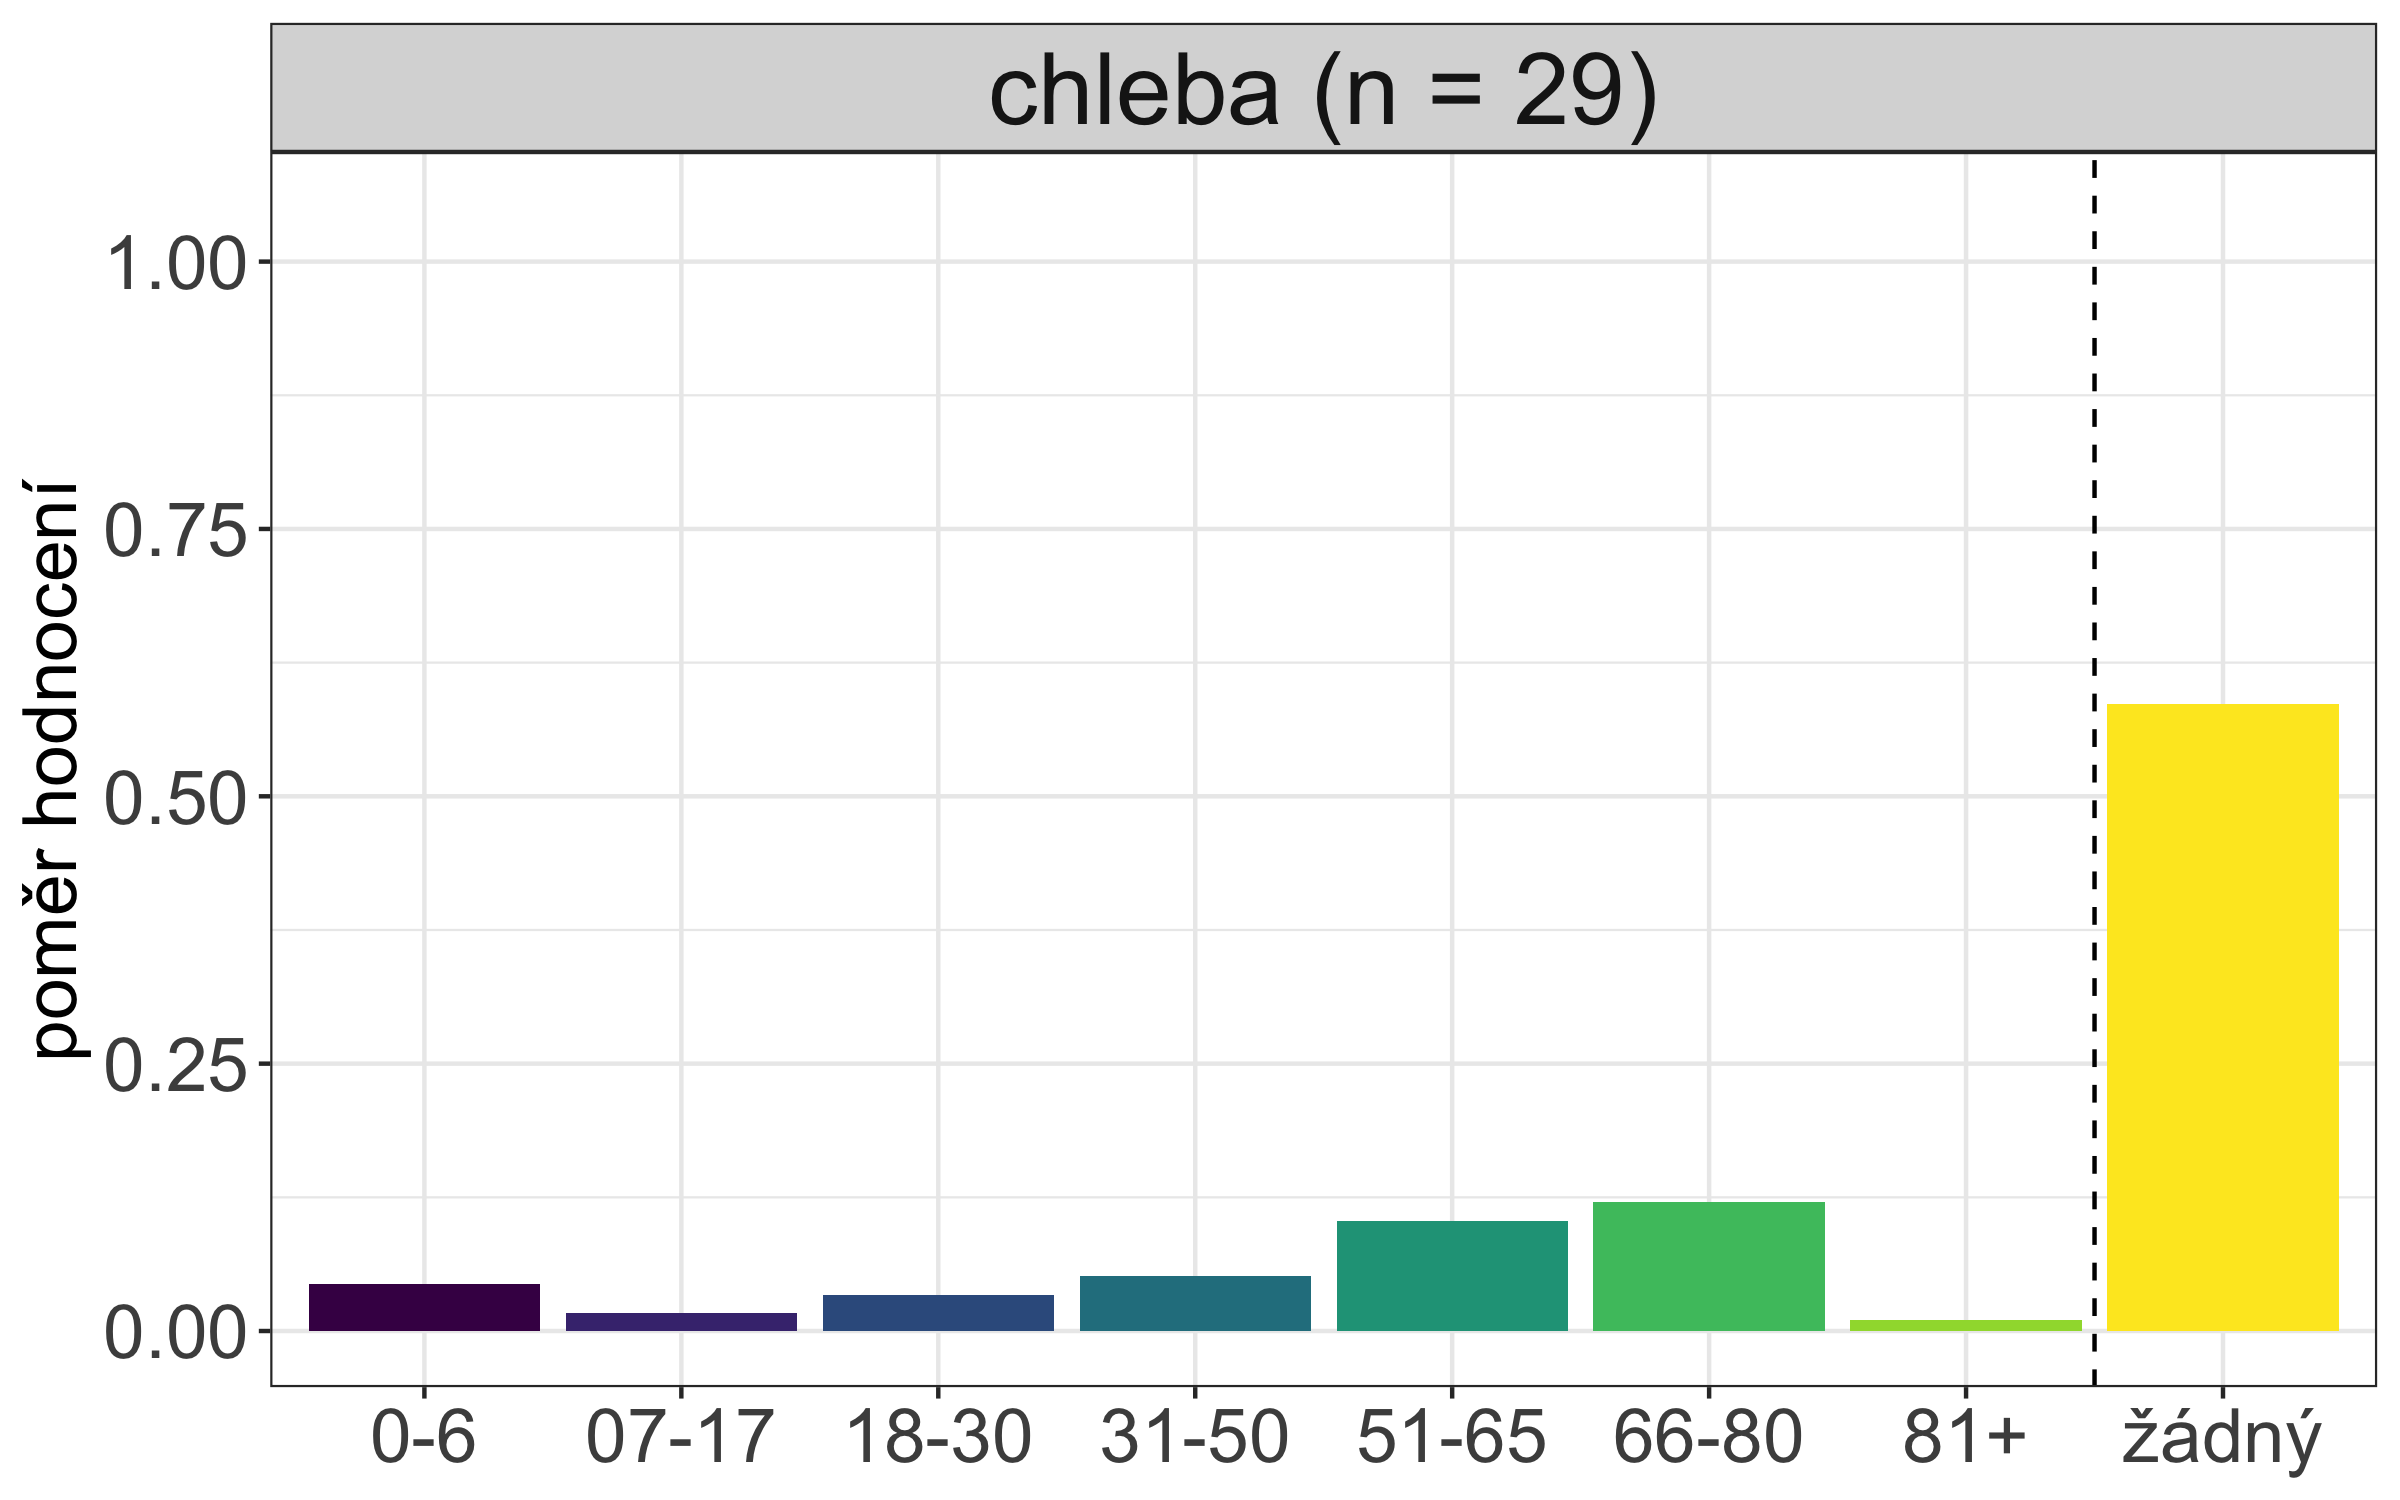 chleba (n = 29)
poměr hodnocení
1.00
0.75
0.50
0.25
0.00
0-6 07-17 18-30 31-50 51-65 66-80 81+ žádný